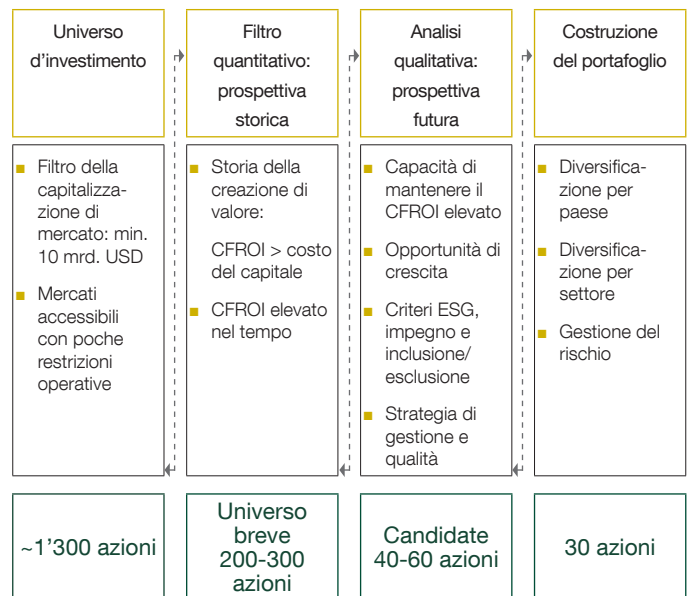 Universo
d'investimento
Filtro
quantitativo:
prospettiva
storica
Analisi
qualitativa:
prospettiva
futura
Costruzione
del portafoglio
■ Filtro della
capitalizza-
zione di
mercato: min.
10 mrd. USD
■ Mercati
accessibili
con poche
restrizioni
operative
■ Storia della
creazione di
valore:
CFROI > costo
del capitale
■ CFROI elevato
nel tempo
■ Capacità di
mantenere il
CFROI elevato
■ Opportunità di
crescita
■ Criteri ESG,
impegno e
inclusione/
esclusione
■ Strategia di
gestione e
qualità
■ Diversifica-
zione per
paese
■ Diversifica-
zione per
settore
■ Gestione del
rischio
~1'300 azioni
Universo
breve
200-300
azioni
Candidate
40-60 azioni
30 azioni